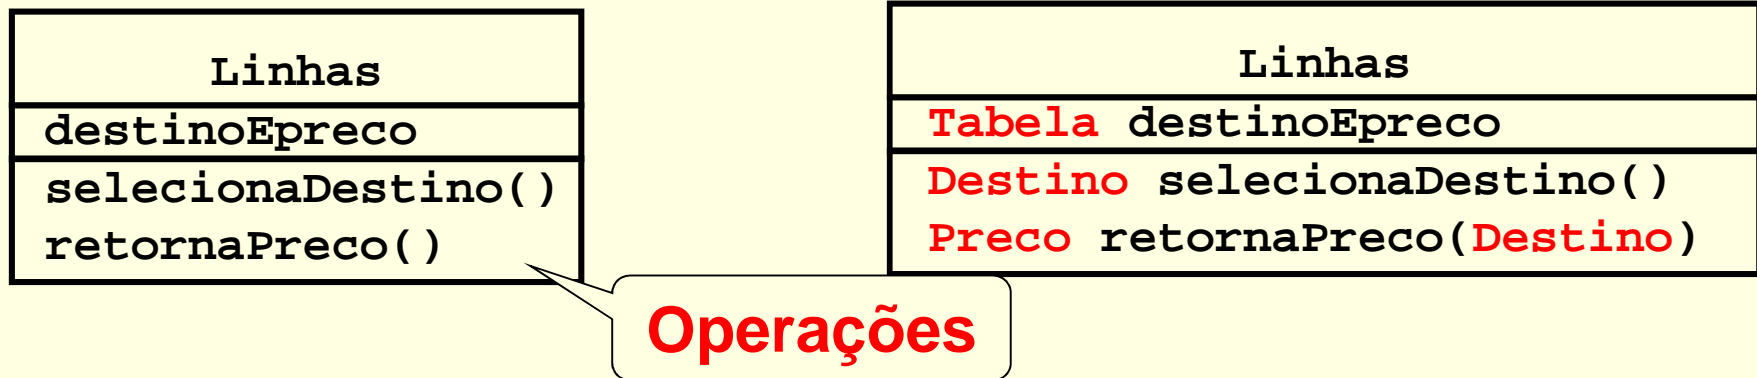 Linhas
destinoEpreco
selecionaDestino()
retornaPreco()
Operações
Linhas
Tabela destinoEpreco
Destino selecionaDestino()
Preco retornaPreco(Destino)